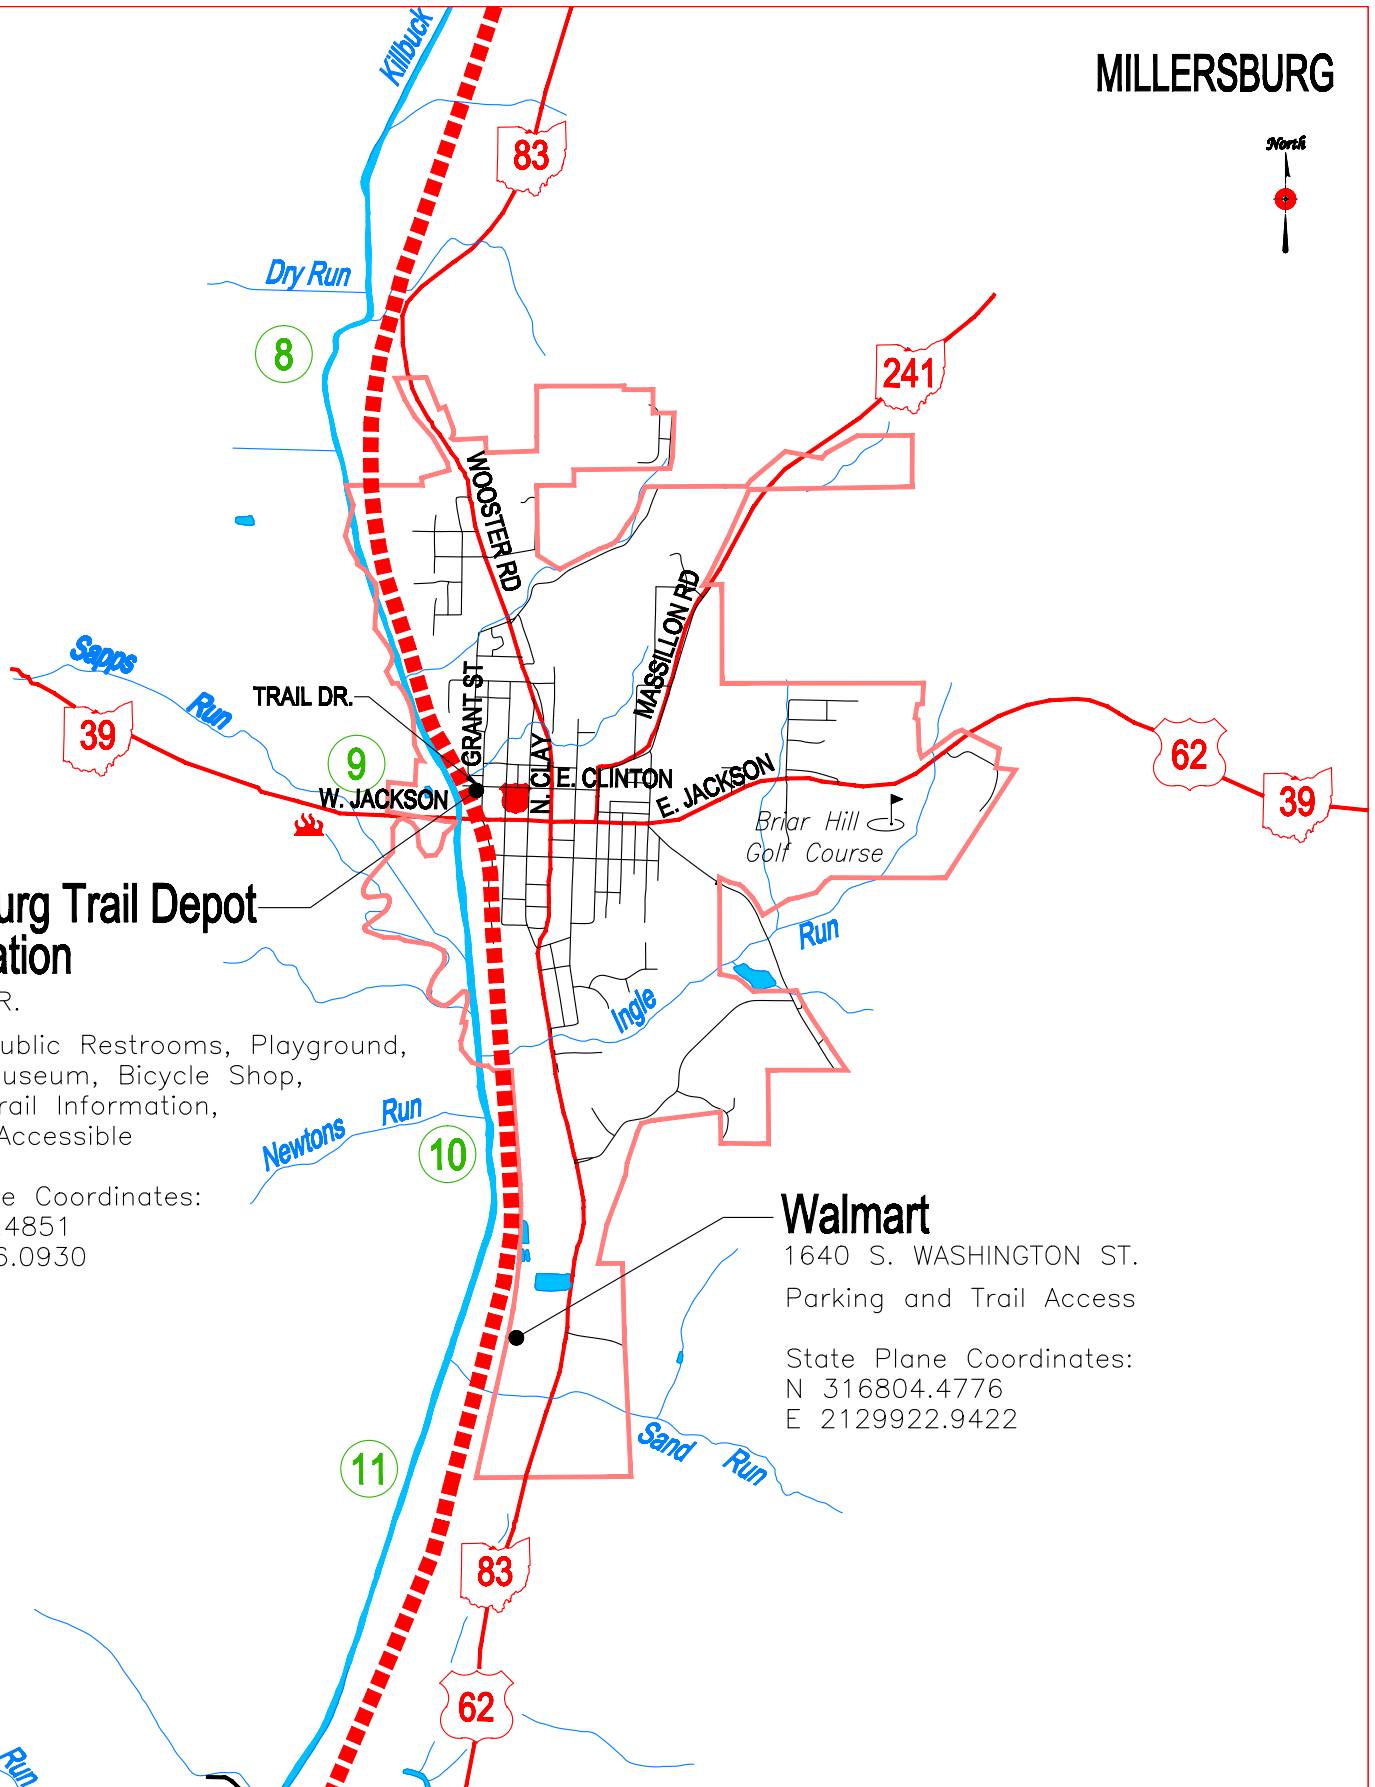 Killbuck
MILLERSBURG
North
83
Dry Run
8
241
WOOSTER RD
MASSILLON RD
Sapps Run
TRAIL DR.
GRANT ST
39
9
N. CLAY
E. CLINTON
62
W. JACKSON
E. JACKSON
39
Briar Hill
Golf Course
urg Trail Depot
ation
R.
ublic Restrooms, Playground,
useum, Bicycle Shop,
rail Information,
Accessible
e Coordinates:
.4851
6.0930
Ingle Run
Newtons Run
10
Walmart
1640 S. WASHINGTON ST.
Parking and Trail Access
State Plane Coordinates:
N 316804.4776
E 2129922.9422
Sand Run
11
83
62
Run